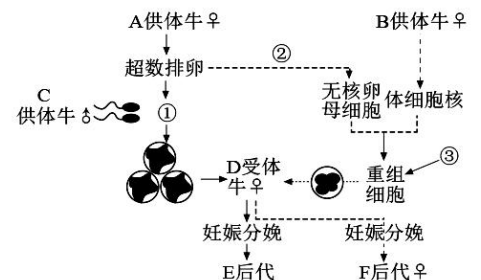 A供体牛♀
B供体牛♀
②
超数排卵
C
供体牛♂
①
无核卵
母细胞
体细胞核
③
D受体
牛♀
重组
细胞
妊娠分娩
妊娠分娩
E后代
F后代♀